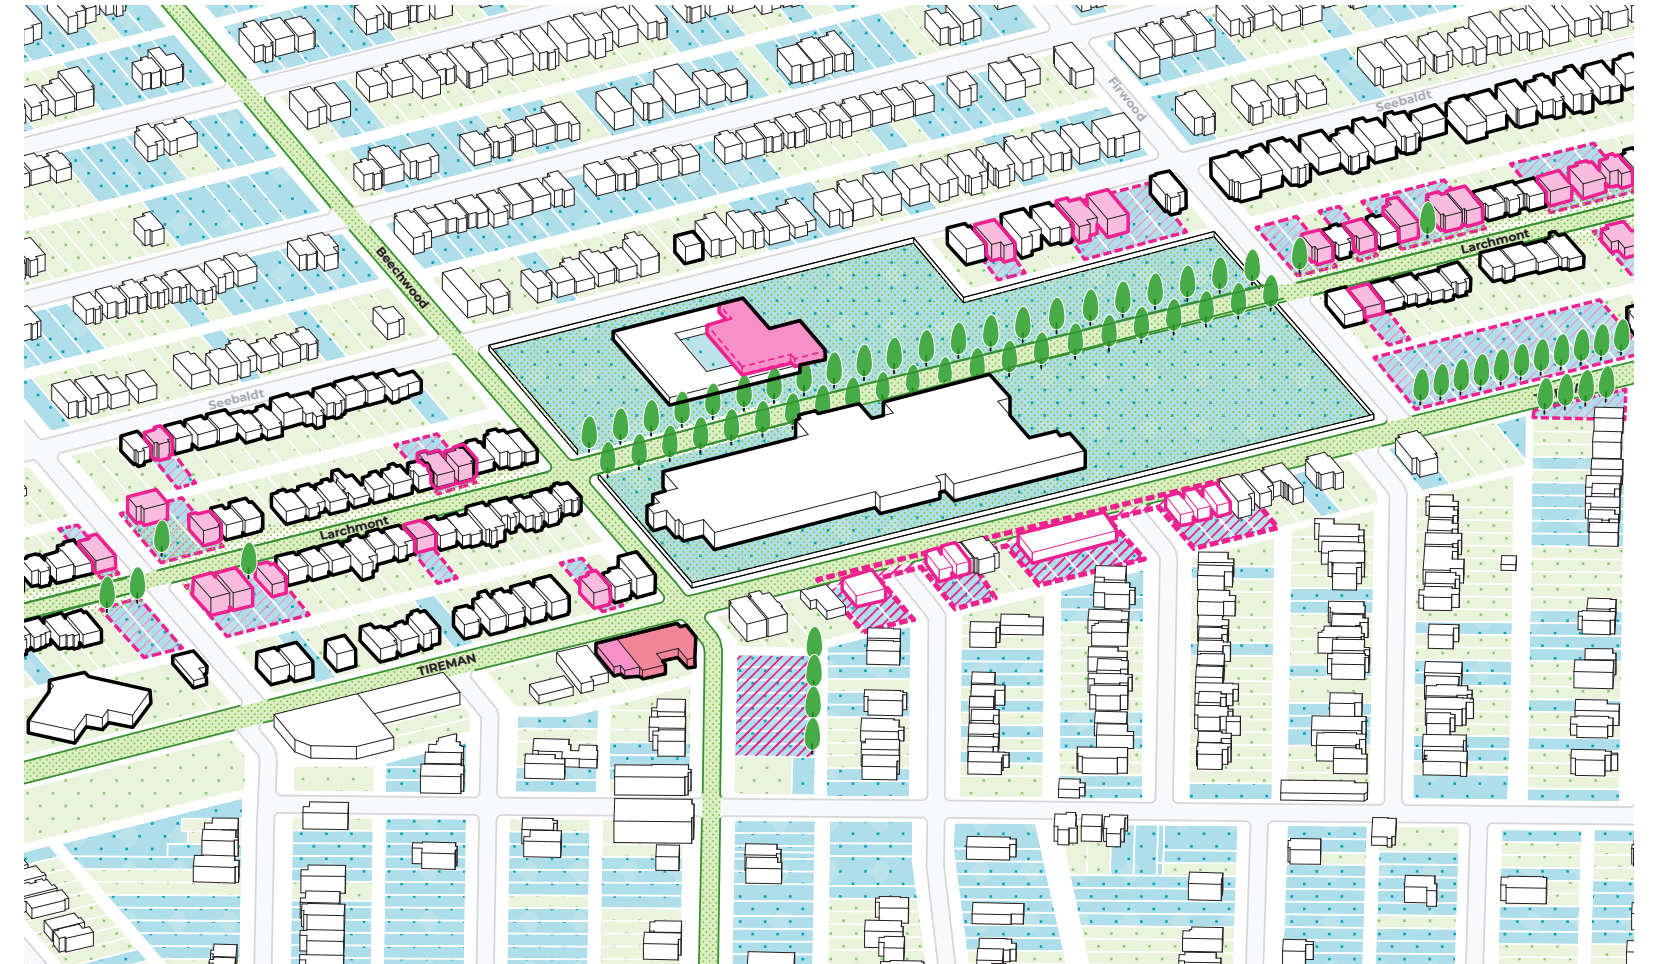 Firwood
Seebaldt
Larchmont
Beechwood
Seebaldt
Larchmont
TIREMAN